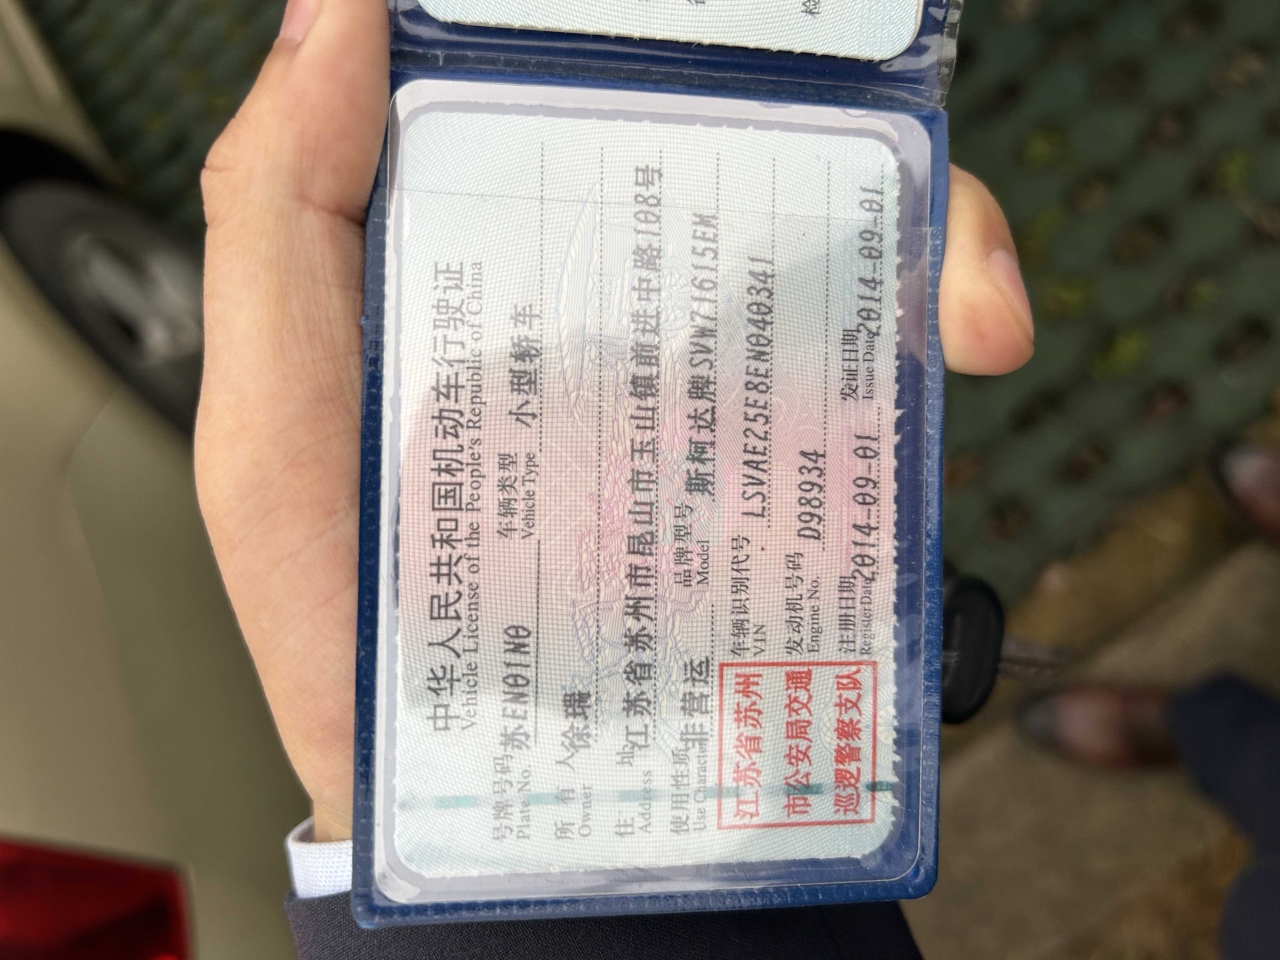 中华人民共和国机动车行驶证
Vehicle License of the People's Republic of China
号牌号码 苏EN01N0 车辆类型 小型轿车
Plate No. Vehicle Type
所有人 徐瑞
Owner
住址 江苏省苏州市昆山市玉山镇前进中路108号
Address
使用性质 非营运 品牌型号 斯柯达牌SVW71615EM
Use Character Model
江苏省苏州
市公安局交通
巡逻警察支队
车辆识别代号 LSVAE25E8EN040341
VIN
发动机号码 D98934
Engine No.
注册日期 2014-09-01 发证日期 2014-09-01
Register Date Issue Date